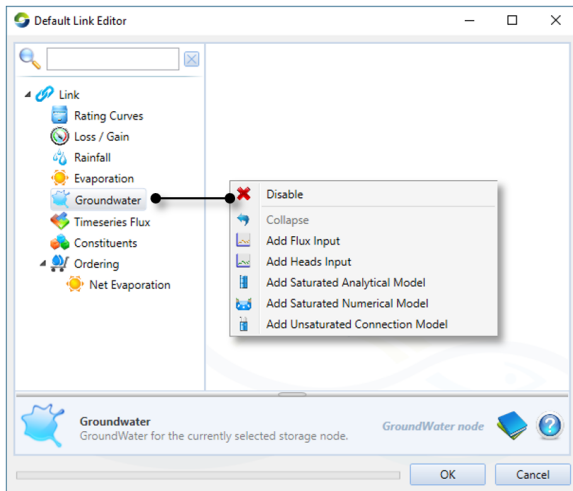 Default Link Editor
Link
Rating Curves
Loss / Gain
Rainfall
Evaporation
Groundwater
Timeseries Flux
Constituents
Ordering
Net Evaporation
Disable
Collapse
Add Flux Input
Add Heads Input
Add Saturated Analytical Model
Add Saturated Numerical Model
Add Unsaturated Connection Model
Groundwater
GroundWater for the currently selected storage node.
GroundWater node
OK
Cancel